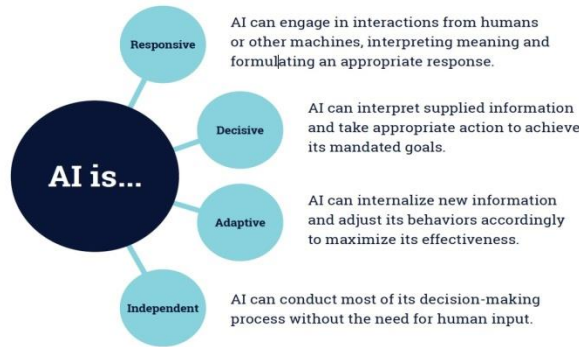 AI is...
Responsive
AI can engage in interactions from humans
or other machines, interpreting meaning and
formulating an appropriate response.
Decisive
AI can interpret supplied information
and take appropriate action to achieve
its mandated goals.
Adaptive
AI can internalize new information
and adjust its behaviors accordingly
to maximize its effectiveness.
Independent
AI can conduct most of its decision-making
process without the need for human input.